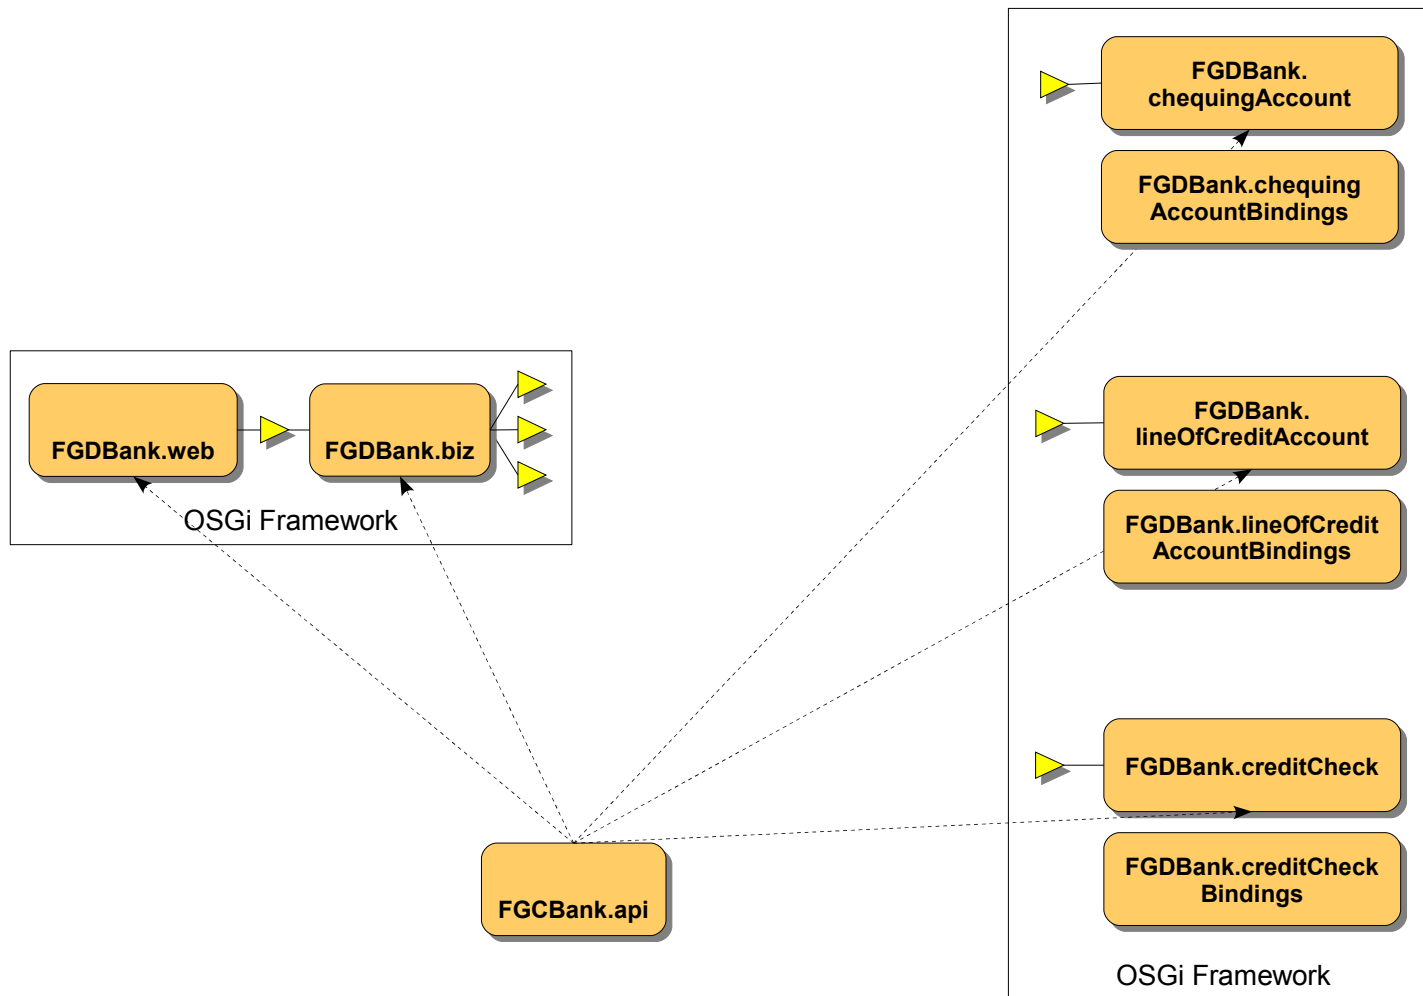 FGDBank.
chequingAccount
FGDBank.chequing
AccountBindings
FGDBank.web
FGDBank.biz
OSGi Framework
FGDBank.
lineOfCreditAccount
FGDBank.lineOfCredit
AccountBindings
FGDBank.creditCheck
FGCBank.api
FGDBank.creditCheck
Bindings
OSGi Framework